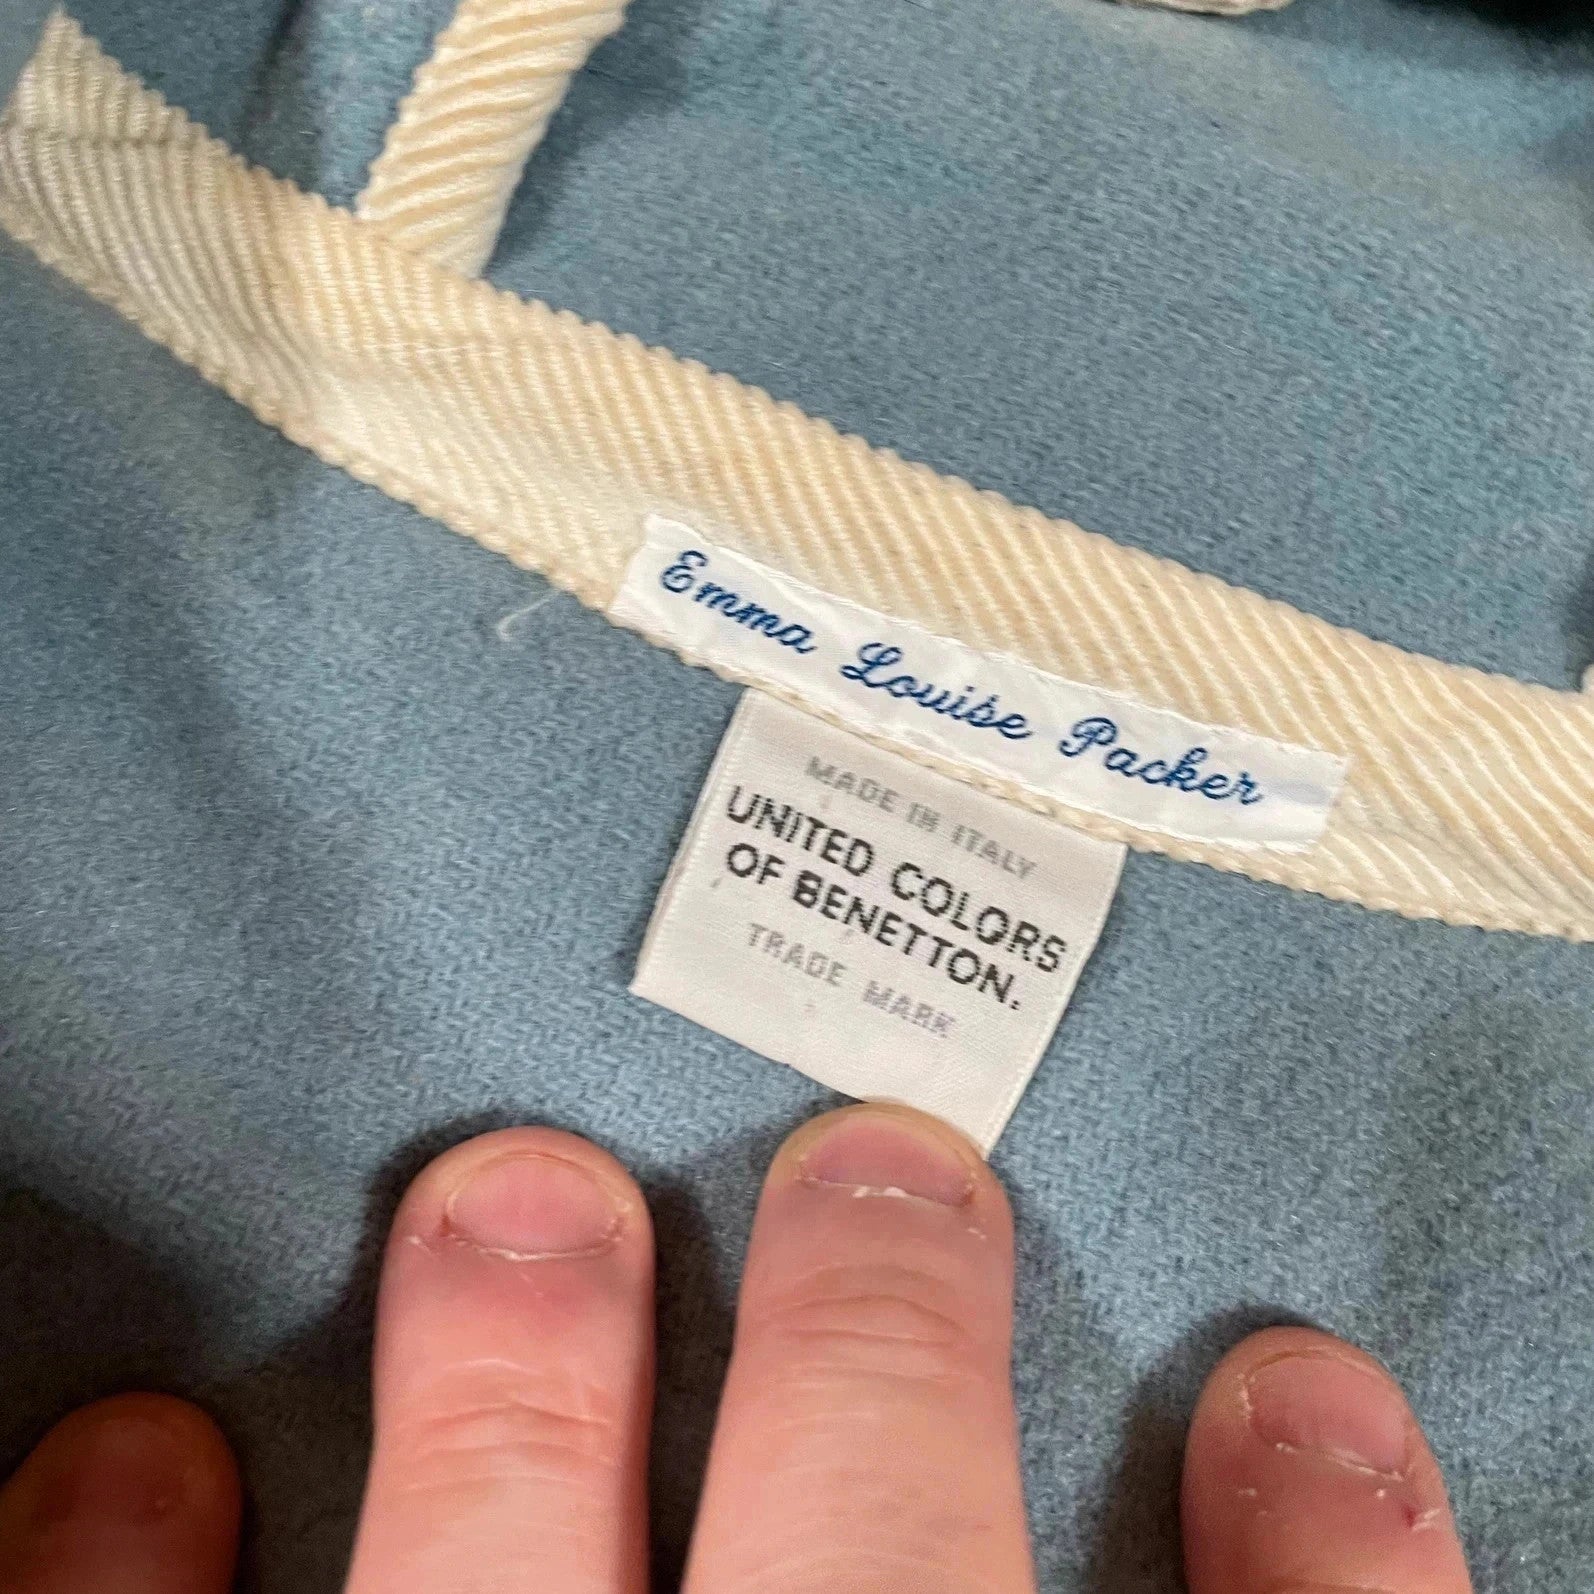 Emma Louise Packer
MADE IN ITALY
UNITED COLORS
OF BENETTON.
TRADE MARK